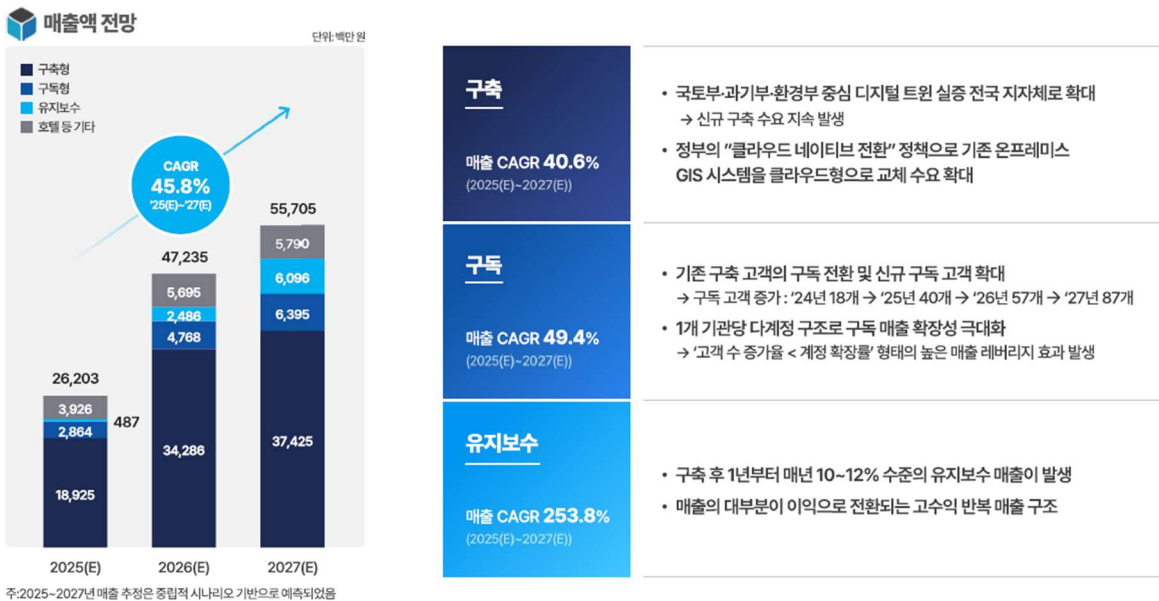 매출액 전망
단위: 백만 원
구축형
구독형
유지보수
호텔 등 기타
CAGR
45.8%
'25(E)~'27(E)
26,203
3,926
487
2,864
18,925
47,235
5,695
2,486
4,768
34,286
55,705
5,790
6,096
6,395
37,425
2025(E)
2026(E)
2027(E)
주:2025~2027년 매출 추정은 중립적 시나리오 기반으로 예측되었음
구축
매출 CAGR 40.6%
(2025(E)~2027(E))
• 국토부·과기부·환경부 중심 디지털 트윈 실증 전국 지자체로 확대
→ 신규 구축 수요 지속 발생
• 정부의 "클라우드 네이티브 전환" 정책으로 기존 온프레미스
GIS 시스템을 클라우드형으로 교체 수요 확대
구독
매출 CAGR 49.4%
(2025(E)~2027(E))
• 기존 구축 고객의 구독 전환 및 신규 구독 고객 확대
→ 구독 고객 증가 : '24년 18개 → '25년 40개 → '26년 57개 → '27년 87개
• 1개 기관당 다계정 구조로 구독 매출 확장성 극대화
→ '고객 수 증가율 < 계정 확장률' 형태의 높은 매출 레버리지 효과 발생
유지보수
매출 CAGR 253.8%
(2025(E)~2027(E))
• 구축 후 1년부터 매년 10~12% 수준의 유지보수 매출이 발생
• 매출의 대부분이 이익으로 전환되는 고수익 반복 매출 구조